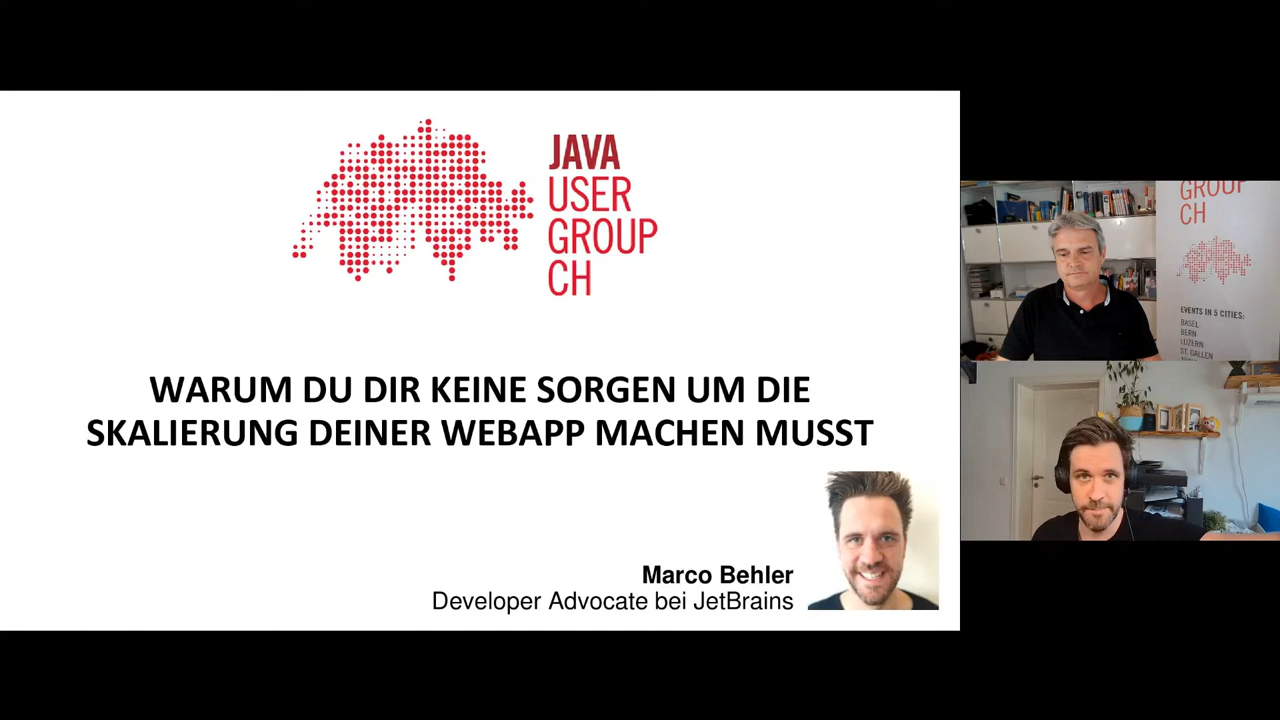 JAVA
USER
GROUP
CH
WARUM DU DIR KEINE SORGEN UM DIE
SKALIERUNG DEINER WEBAPP MACHEN MUSST
Marco Behler
Developer Advocate bei JetBrains
GROUP
CH
EVENTS IN 5 CITIES:
BASEL
BERN
LUZERN
ST. GALLEN